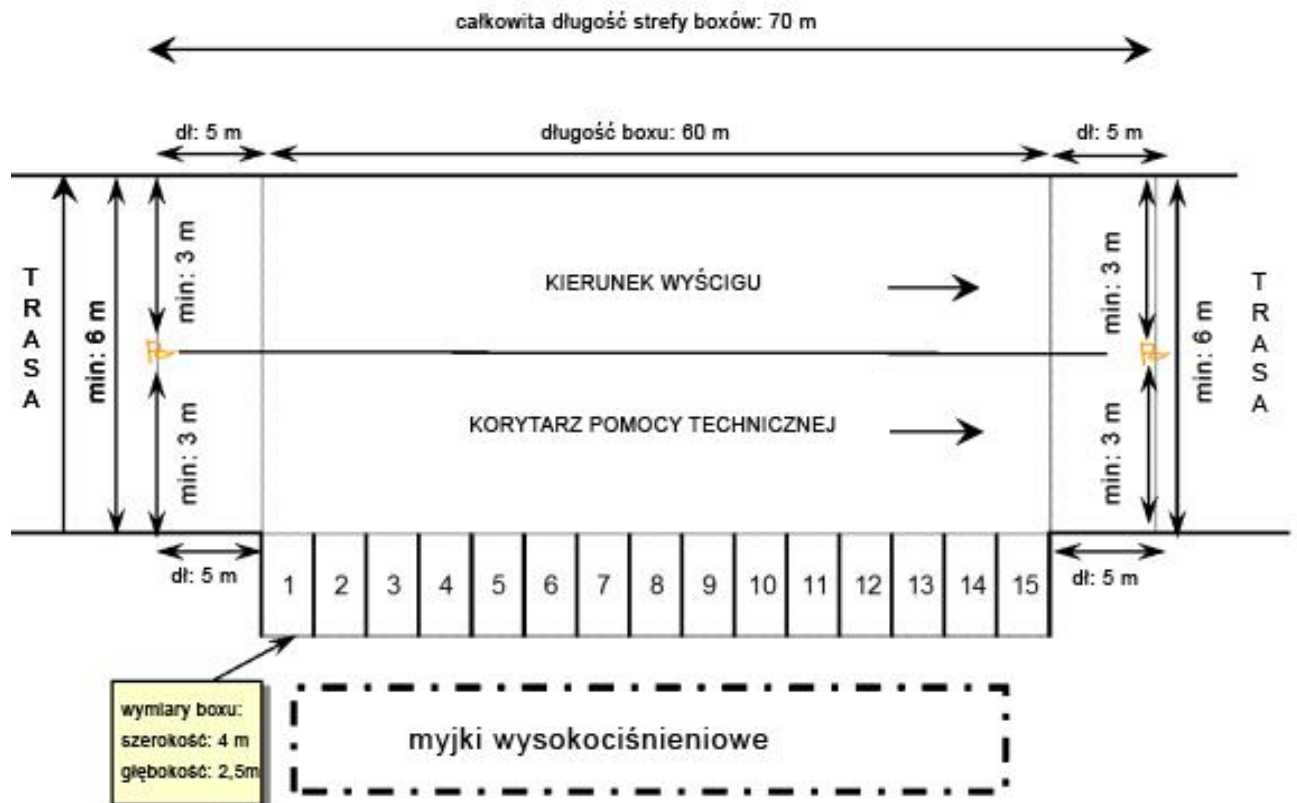 całkowita długość strefy boxów: 70 m
dł: 5 m
długość boxu: 60 m
dł: 5 m
TRASA
min: 6 m
min: 3 m
KIERUNEK WYŚCIGU
min: 3 m
min: 6 m
TRASA
min: 3 m
KORYTARZ POMOCY TECHNICZNEJ
min: 3 m
dł: 5 m
1 2 3 4 5 6 7 8 9 10 11 12 13 14 15
dł: 5 m
wymiary boxu:
szerokość: 4 m
głębokość: 2,5m
myjki wysokociśnieniowe